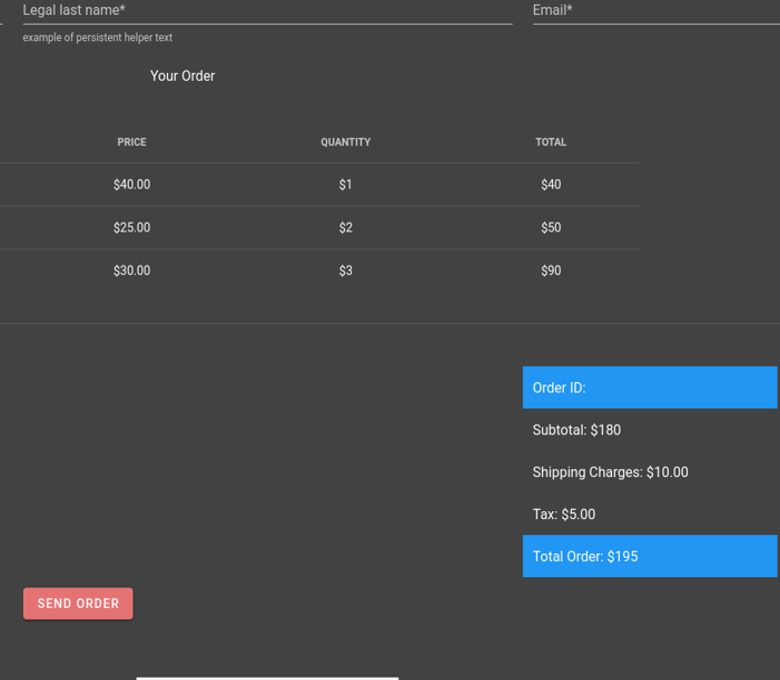 Legal last name* Email*
example of persistent helper text
Your Order
PRICE QUANTITY TOTAL
$40.00 $1 $40
$25.00 $2 $50
$30.00 $3 $90
Order ID:
Subtotal: $180
Shipping Charges: $10.00
Tax: $5.00
Total Order: $195
SEND ORDER